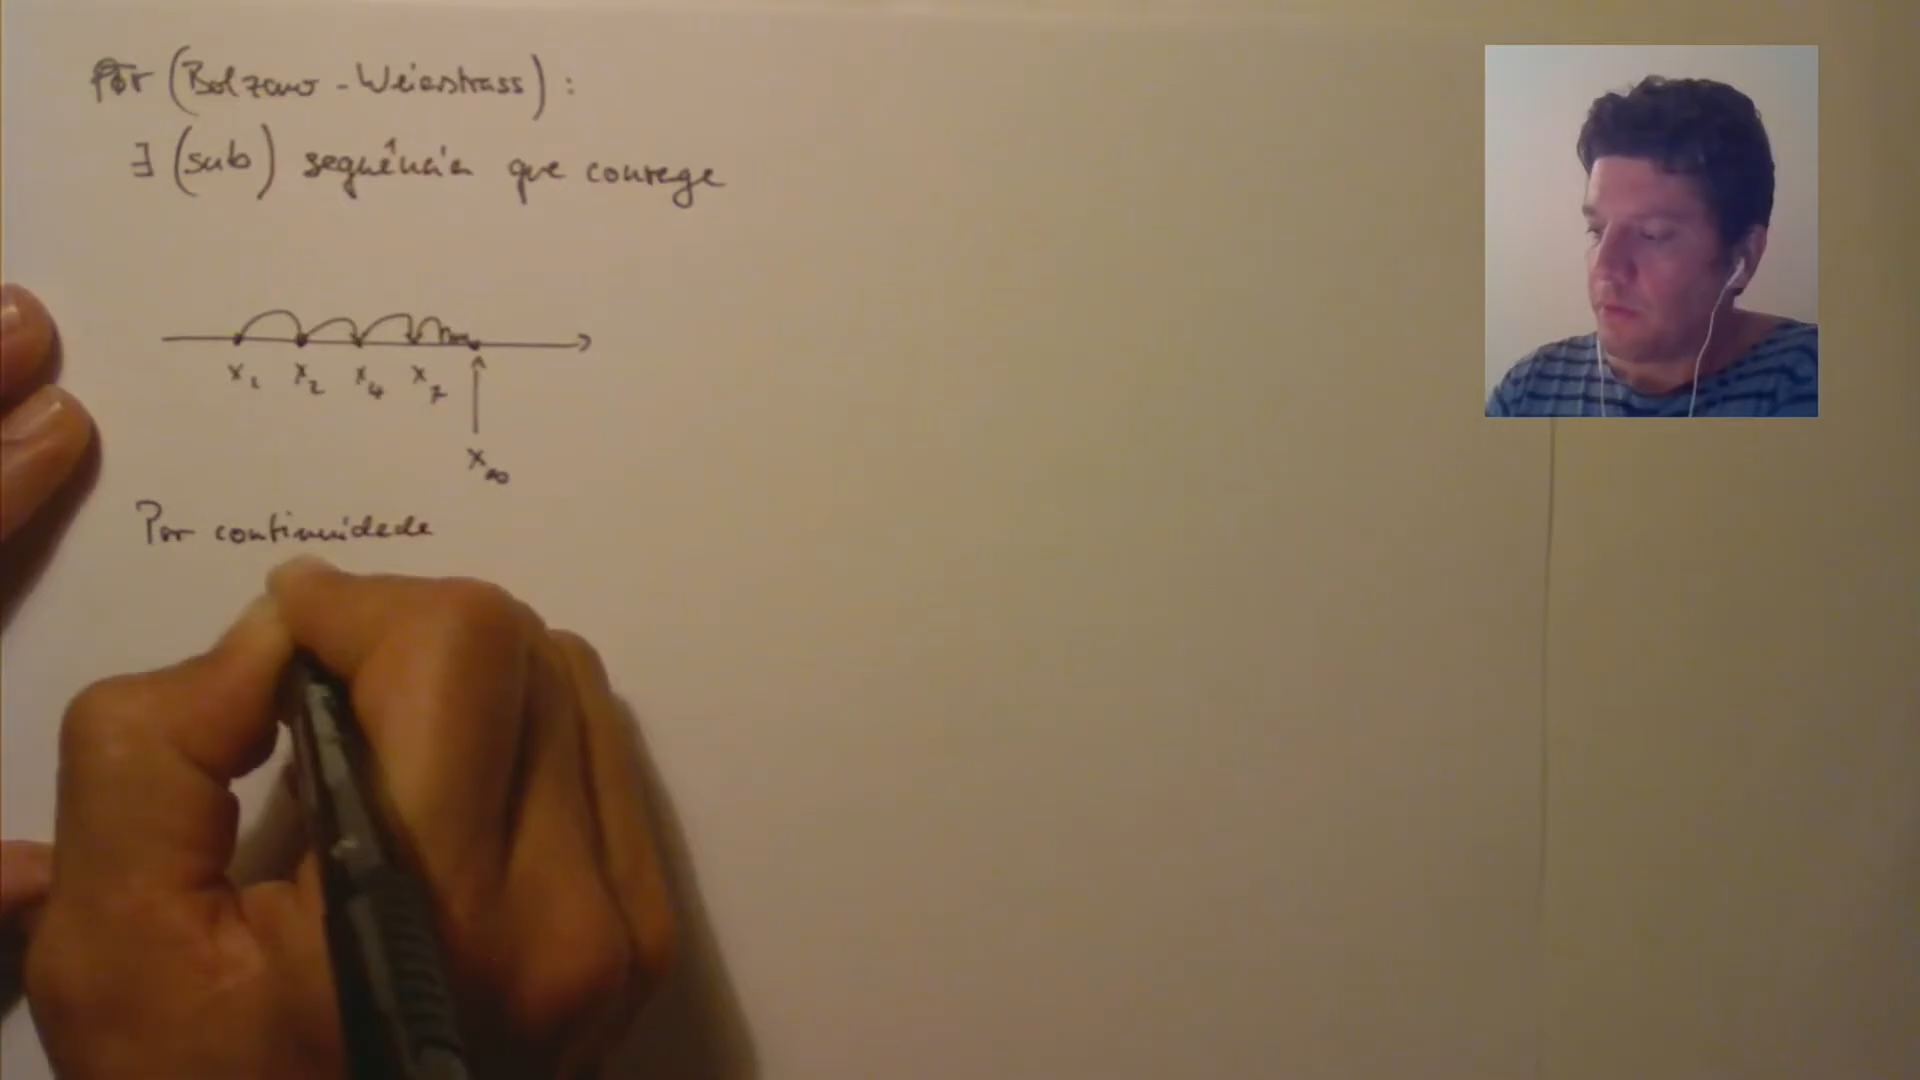 Por (Bolzano-Weierstrass):
∃ (sub) sequência que converge
x₁ x₂ x₄ x₇
x∞
Por continuidade